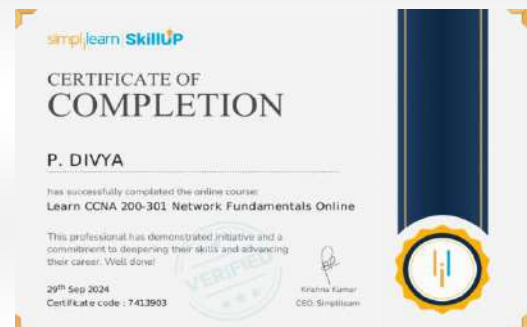 simplilearn | SkillUP
CERTIFICATE OF
COMPLETION
P. DIVYA
has successfully completed the online course:
Learn CCNA 200-301 Network Fundamentals Online
This professional has demonstrated initiative and a
commitment to deepening their skills and advancing
their career. Well done!
VERIFIED
29th Sep 2024
Certificate code : 7413903
Krishna Kumar
CEO, Simplilearn